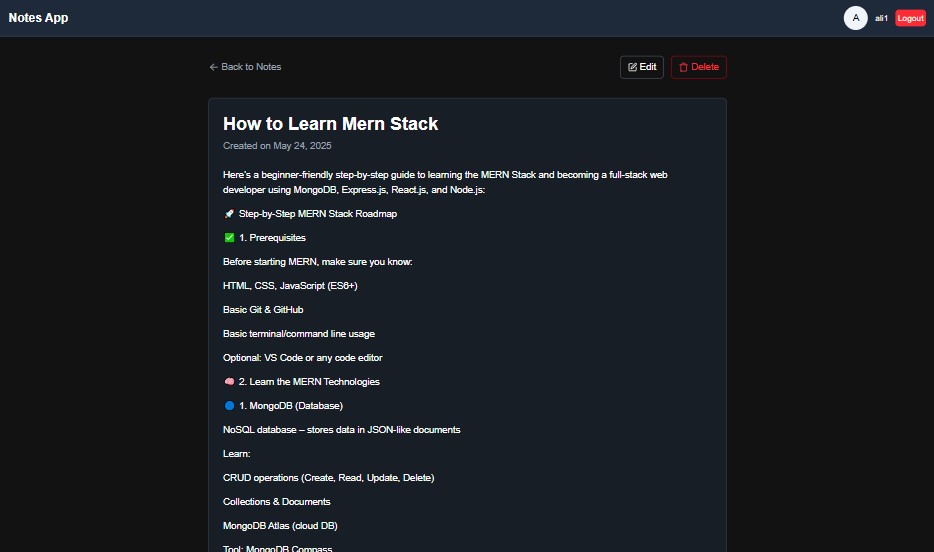 Notes App
A
ali1
Logout
← Back to Notes
Edit
Delete
How to Learn Mern Stack
Created on May 24, 2025
Here's a beginner-friendly step-by-step guide to learning the MERN Stack and becoming a full-stack web
developer using MongoDB, Express.js, React.js, and Node.js:
🚀 Step-by-Step MERN Stack Roadmap
✅ 1. Prerequisites
Before starting MERN, make sure you know:
HTML, CSS, JavaScript (ES6+)
Basic Git & GitHub
Basic terminal/command line usage
Optional: VS Code or any code editor
🧠 2. Learn the MERN Technologies
🔵 1. MongoDB (Database)
NoSQL database – stores data in JSON-like documents
Learn:
CRUD operations (Create, Read, Update, Delete)
Collections & Documents
MongoDB Atlas (cloud DB)
Tool: MongoDB Compass